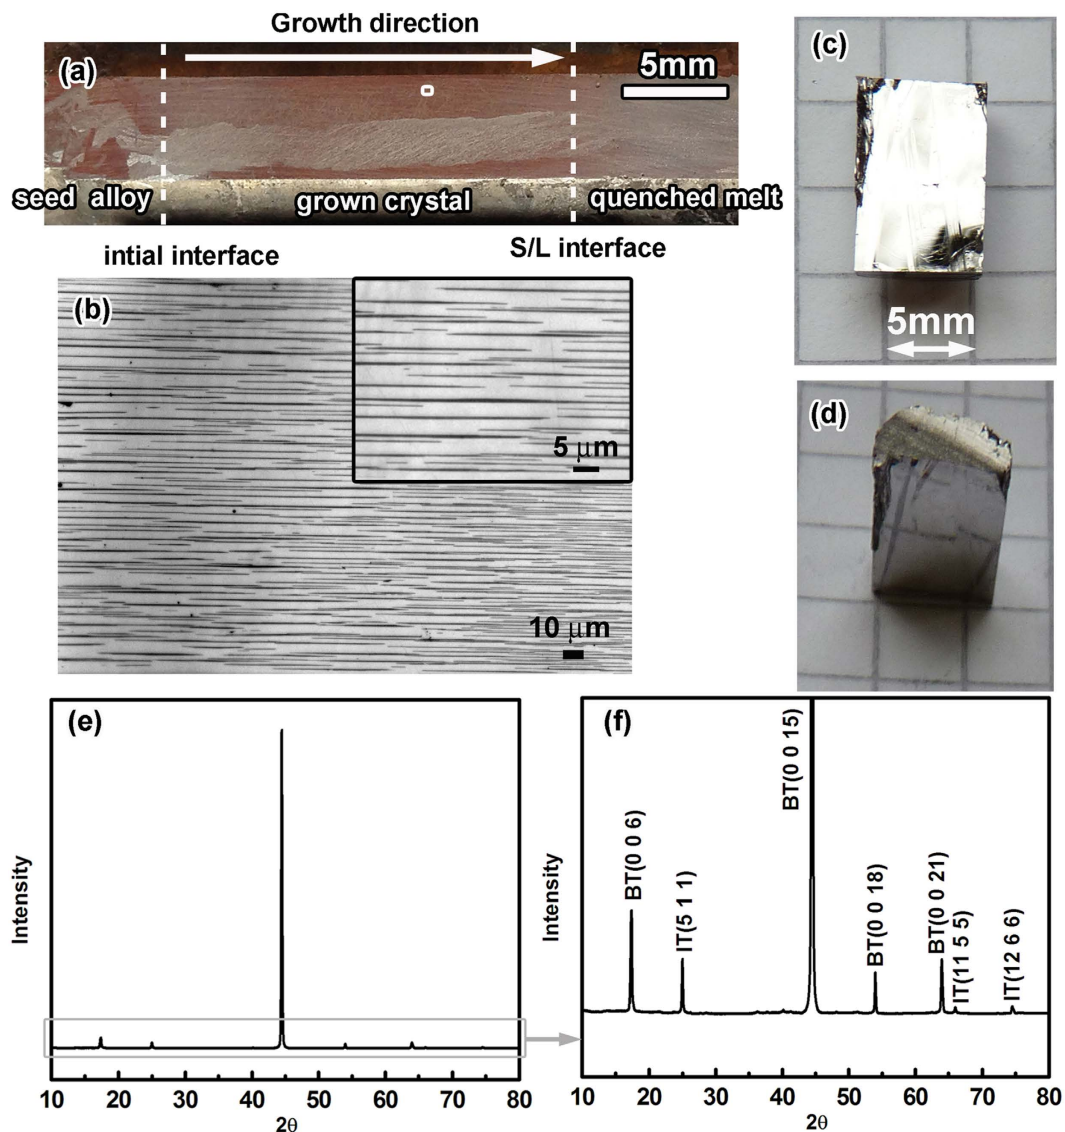 Growth direction
(a)
5mm
seed alloy
grown crystal
quenched melt
intial interface
S/L interface
(b)
5 μm
10 μm
(c)
5mm
(d)
(e)
Intensity
10 20 30 40 50 60 70 80
2θ
(f)
Intensity
BT(0 0 6)
IT(5 1 1)
BT(0 0 15)
BT(0 0 18)
BT(0 0 21)
IT(11 5 5)
IT(12 6 6)
10 20 30 40 50 60 70 80
2θ